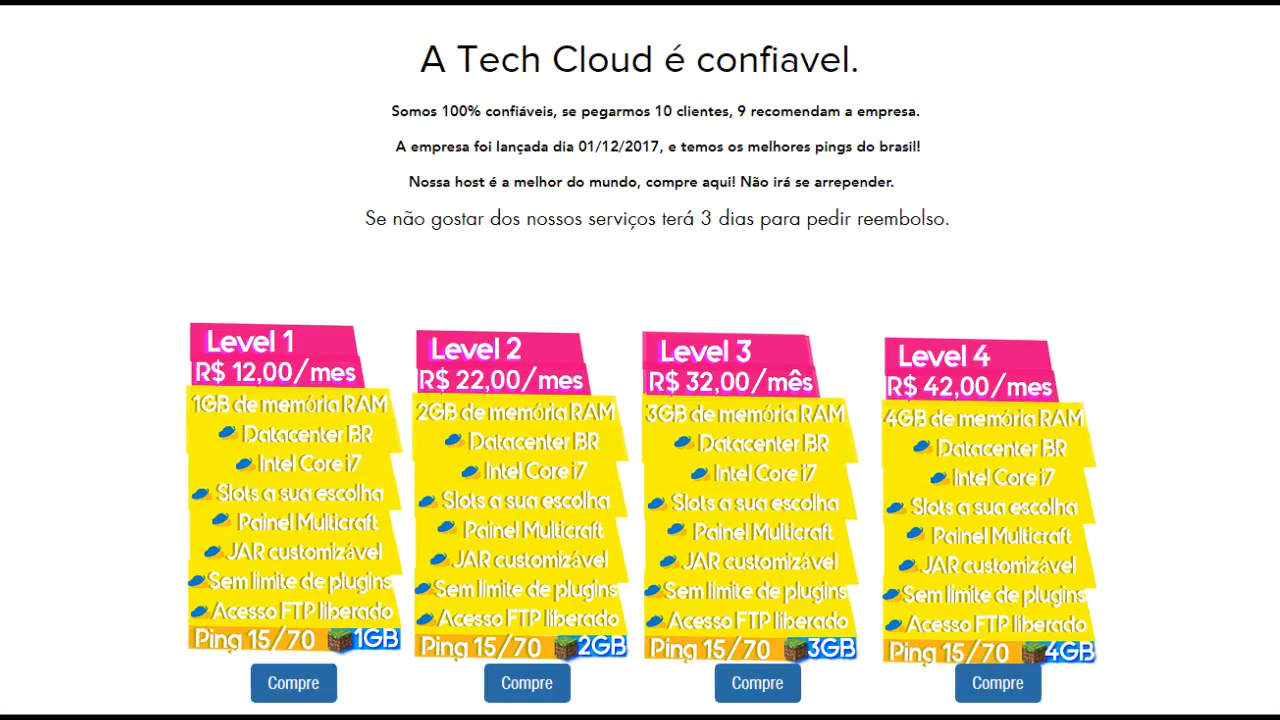 A Tech Cloud é confiavel.
Somos 100% confiáveis, se pegarmos 10 clientes, 9 recomendam a empresa.
A empresa foi lançada dia 01/12/2017, e temos os melhores pings do brasil!
Nossa host é a melhor do mundo, compre aqui! Não irá se arrepender.
Se não gostar dos nossos serviços terá 3 dias para pedir reembolso.
Level 1
R$ 12,00/mes
1GB de memória RAM
Datacenter BR
Intel Core i7
Slots a sua escolha
Painel Multicraft
JAR customizável
Sem limite de plugins
Acesso FTP liberado
Ping 15/70 1GB
Compre
Level 2
R$ 22,00/mes
2GB de memória RAM
Datacenter BR
Intel Core i7
Slots a sua escolha
Painel Multicraft
JAR customizável
Sem limite de plugins
Acesso FTP liberado
Ping 15/70 2GB
Compre
Level 3
R$ 32,00/mês
3GB de memória RAM
Datacenter BR
Intel Core i7
Slots a sua escolha
Painel Multicraft
JAR customizável
Sem limite de plugins
Acesso FTP liberado
Ping 15/70 3GB
Compre
Level 4
R$ 42,00/mes
4GB de memória RAM
Datacenter BR
Intel Core i7
Slots a sua escolha
Painel Multicraft
JAR customizável
Sem limite de plugins
Acesso FTP liberado
Ping 15/70 4GB
Compre